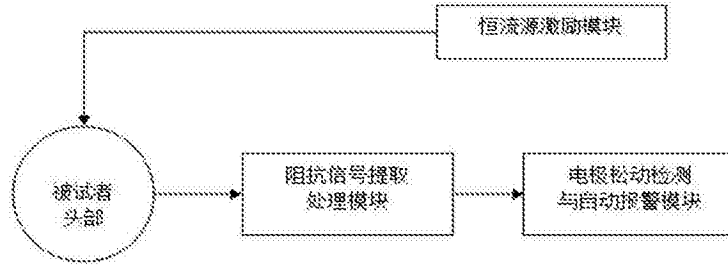 恒流源激励模块
被试者
头部
阻抗信号提取
处理模块
电极松动检测
与自动报警模块